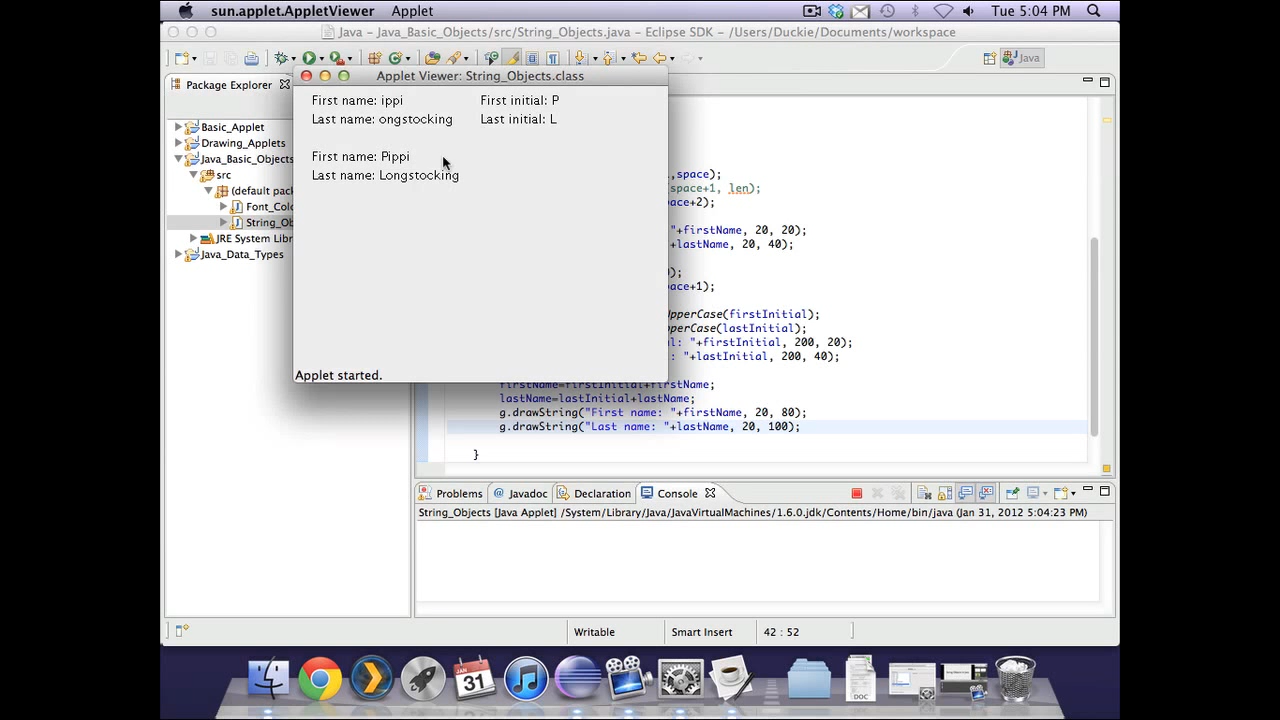 sun.applet.AppletViewer Applet Tue 5:04 PM
Java - Java_Basic_Objects/src/String_Objects.java - Eclipse SDK - /Users/Duckie/Documents/workspace
Java
Package Explorer
Applet Viewer: String_Objects.class
First name: ippi First initial: P
Last name: ongstocking Last initial: L
First name: Pippi
Last name: Longstocking
Applet started.
Basic_Applet
Drawing_Applets
Java_Basic_Objects
src
(default pac
Font_Colo
String_Ob
JRE System Libr
Java_Data_Types
,space);
space+1, len);
pace+2);
"+firstName, 20, 20);
+lastName, 20, 40);
);
ace+1);
pperCase(firstInitial);
perCase(lastInitial);
l: "+firstInitial, 200, 20);
: "+lastInitial, 200, 40);
firstName=firstInitial+firstName;
lastName=lastInitial+lastName;
g.drawString("First name: "+firstName, 20, 80);
g.drawString("Last name: "+lastName, 20, 100);
}
Problems @ Javadoc Declaration Console
String_Objects [Java Applet] /System/Library/Java/JavaVirtualMachines/1.6.0.jdk/Contents/Home/bin/java (Jan 31, 2012 5:04:23 PM)
Writable Smart Insert 42 : 52
31
DOC